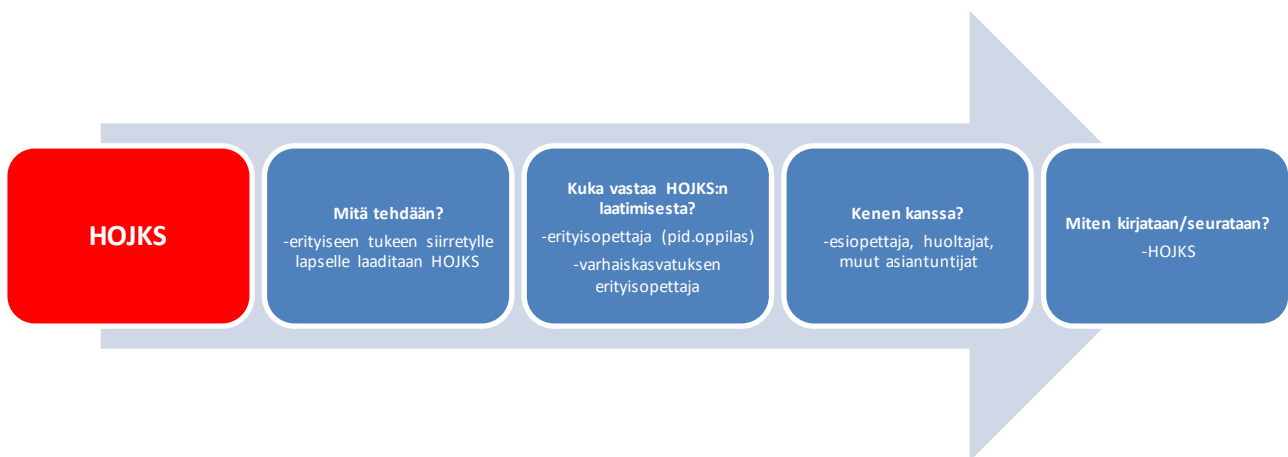 HOJKS
Mitä tehdään?
-erityiseen tukeen siirretylle
lapselle laaditaan HOJKS
Kuka vastaa HOJKS:n
laatimisesta?
-erityisopettaja (pid.oppilas)
-varhaiskasvatuksen
erityisopettaja
Kenen kanssa?
-esiopettaja, huoltajat,
muut asiantuntijat
Miten kirjataan/seurataan?
-HOJKS